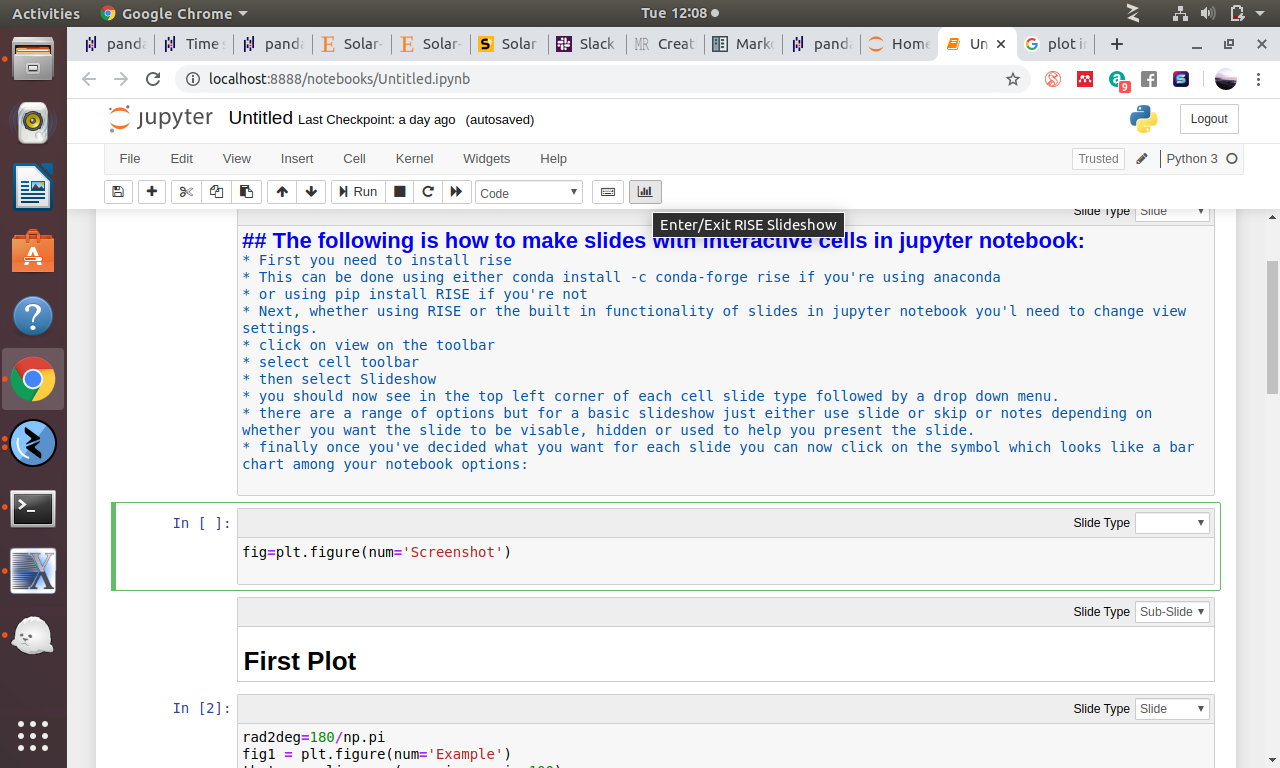 Activities Google Chrome Tue 12:08
panda Time s panda Solar- Solar- Solar Slack Creat Marko panda Home Un plot in
localhost:8888/notebooks/Untitled.ipynb 9
jupyter Untitled Last Checkpoint: a day ago (autosaved) Logout
File Edit View Insert Cell Kernel Widgets Help Trusted Python 3
Run Code
Enter/Exit RISE Slideshow
Slide Type Slide
## The following is how to make slides with interactive cells in jupyter notebook:
* First you need to install rise
* This can be done using either conda install -c conda-forge rise if you're using anaconda
* or using pip install RISE if you're not
* Next, whether using RISE or the built in functionality of slides in jupyter notebook you'l need to change view
settings.
* click on view on the toolbar
* select cell toolbar
* then select Slideshow
* you should now see in the top left corner of each cell slide type followed by a drop down menu.
* there are a range of options but for a basic slideshow just either use slide or skip or notes depending on
whether you want the slide to be visable, hidden or used to help you present the slide.
* finally once you've decided what you want for each slide you can now click on the symbol which looks like a bar
chart among your notebook options:
In [ ]: Slide Type
fig=plt.figure(num='Screenshot')
Slide Type Sub-Slide
First Plot
In [2]: Slide Type Slide
rad2deg=180/np.pi
fig1 = plt.figure(num='Example')